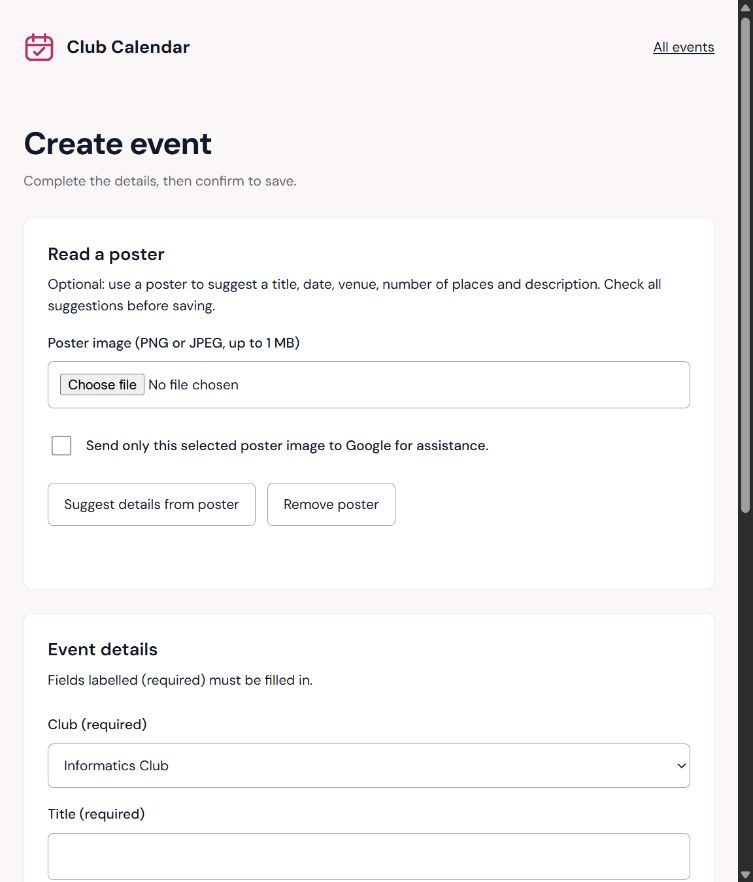 Club Calendar
All events
Create event
Complete the details, then confirm to save.
Read a poster
Optional: use a poster to suggest a title, date, venue, number of places and description. Check all
suggestions before saving.
Poster image (PNG or JPEG, up to 1 MB)
Choose file No file chosen
Send only this selected poster image to Google for assistance.
Suggest details from poster
Remove poster
Event details
Fields labelled (required) must be filled in.
Club (required)
Informatics Club
Title (required)